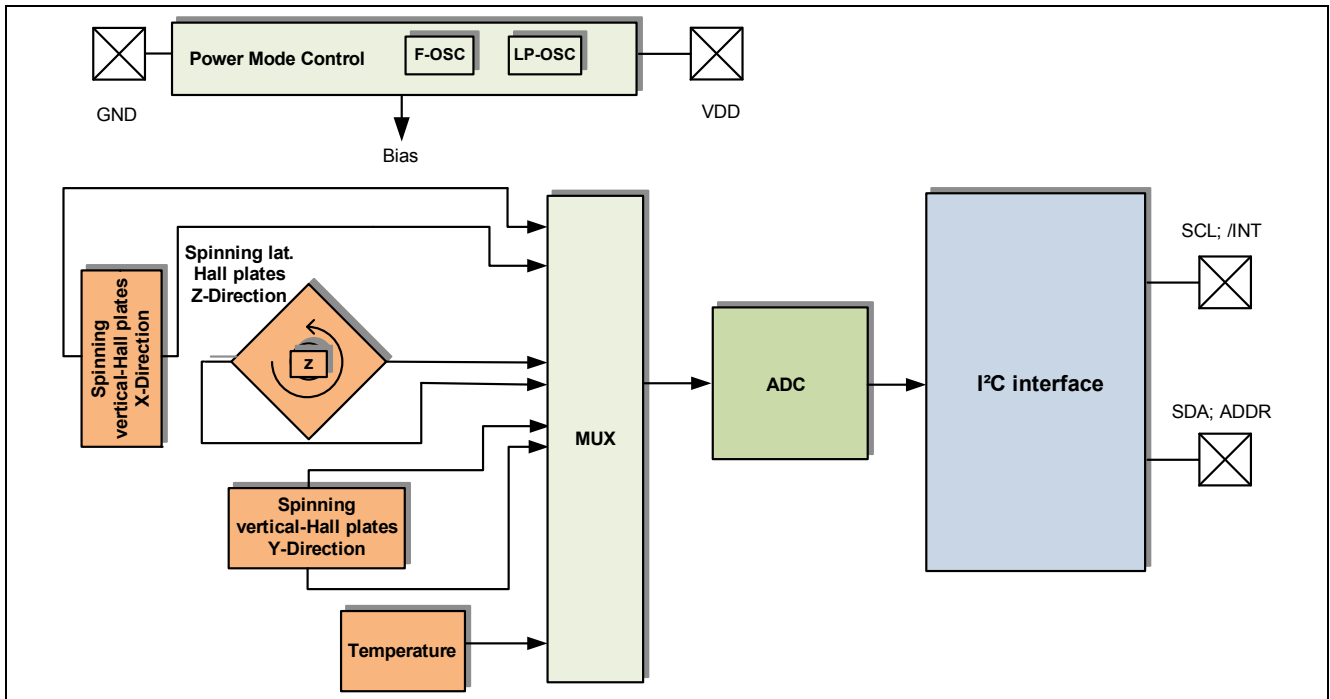 Power Mode Control
F-OSC
LP-OSC
GND
VDD
Bias
Spinning lat.
Hall plates
Z-Direction
Spinning
vertical-Hall plates
X-Direction
z
MUX
ADC
I²C interface
SCL; /INT
SDA; ADDR
Spinning
vertical-Hall plates
Y-Direction
Temperature